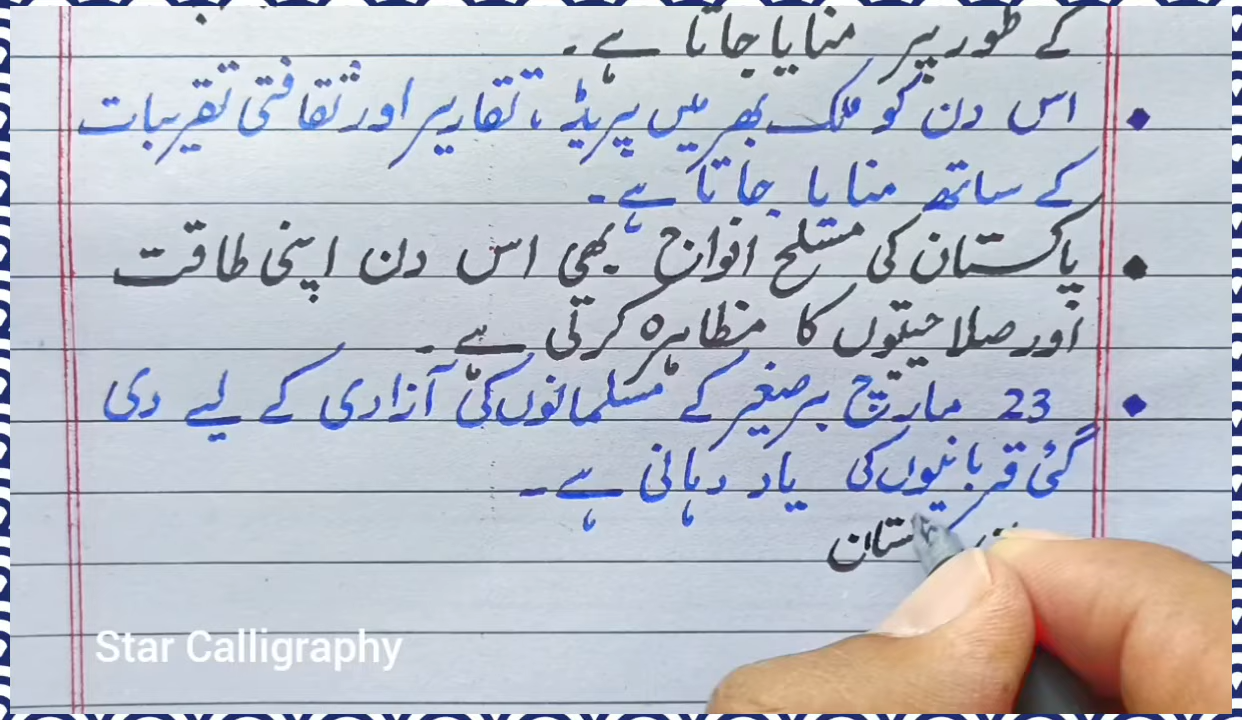 کے طور پر منایا جاتا ہے۔
اس دن کو ملک بھر میں پریڈ، تقاریر اور ثقافتی تقریبات
کے ساتھ منایا جاتا ہے۔
پاکستان کی مسلح افواج بھی اس دن اپنی طاقت
اور صلاحیتوں کا مظاہرہ کرتی ہے۔
23 مارچ برصغیر کے مسلمانوں کی آزادی کے لیے دی
گئی قربانیوں کی یاد دہانی ہے۔
Star Calligraphy